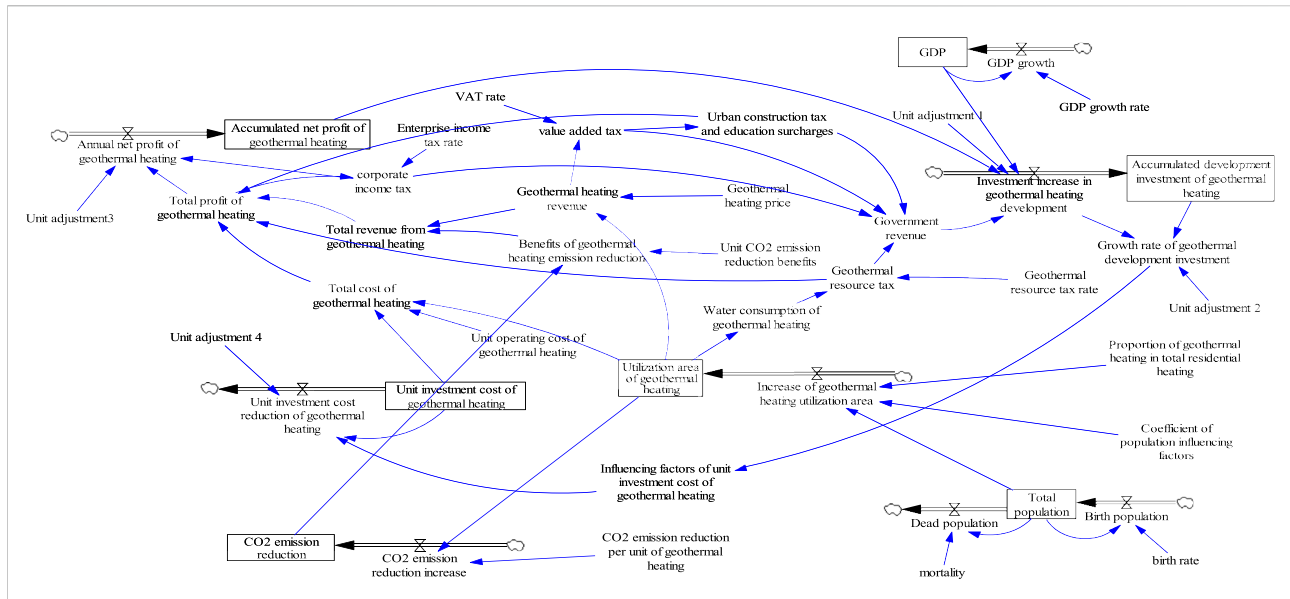 GDP
GDP growth
GDP growth rate
VAT rate
Unit adjustment 1
Urban construction tax
and education surcharges
value added tax
Accumulated net profit of
geothermal heating
Enterprise income
tax rate
Annual net profit of
geothermal heating
corporate
income tax
Accumulated development
investment of geothermal
heating
Investment increase in
geothermal heating
development
Geothermal heating
revenue
Geothermal
heating price
Total profit of
geothermal heating
Unit adjustment3
Government
revenue
Total revenue from
geothermal heating
Benefits of geothermal
heating emission reduction
Unit CO2 emission
reduction benefits
Growth rate of geothermal
development investment
Geothermal
resource tax
Geothermal
resource tax rate
Total cost of
geothermal heating
Unit adjustment 2
Water consumption of
geothermal heating
Unit adjustment 4
Unit operating cost of
geothermal heating
Proportion of geothermal
heating in total residential
heating
Utilization area
of geothermal
heating
Increase of geothermal
heating utilization area
Unit investment cost of
geothermal heating
Unit investment cost
reduction of geothermal
heating
Coefficient of
population influencing
factors
Influencing factors of unit
investment cost of
geothermal heating
Total
population
Dead population
Birth population
CO2 emission
reduction
CO2 emission
reduction increase
CO2 emission reduction
per unit of geothermal
heating
mortality
birth rate